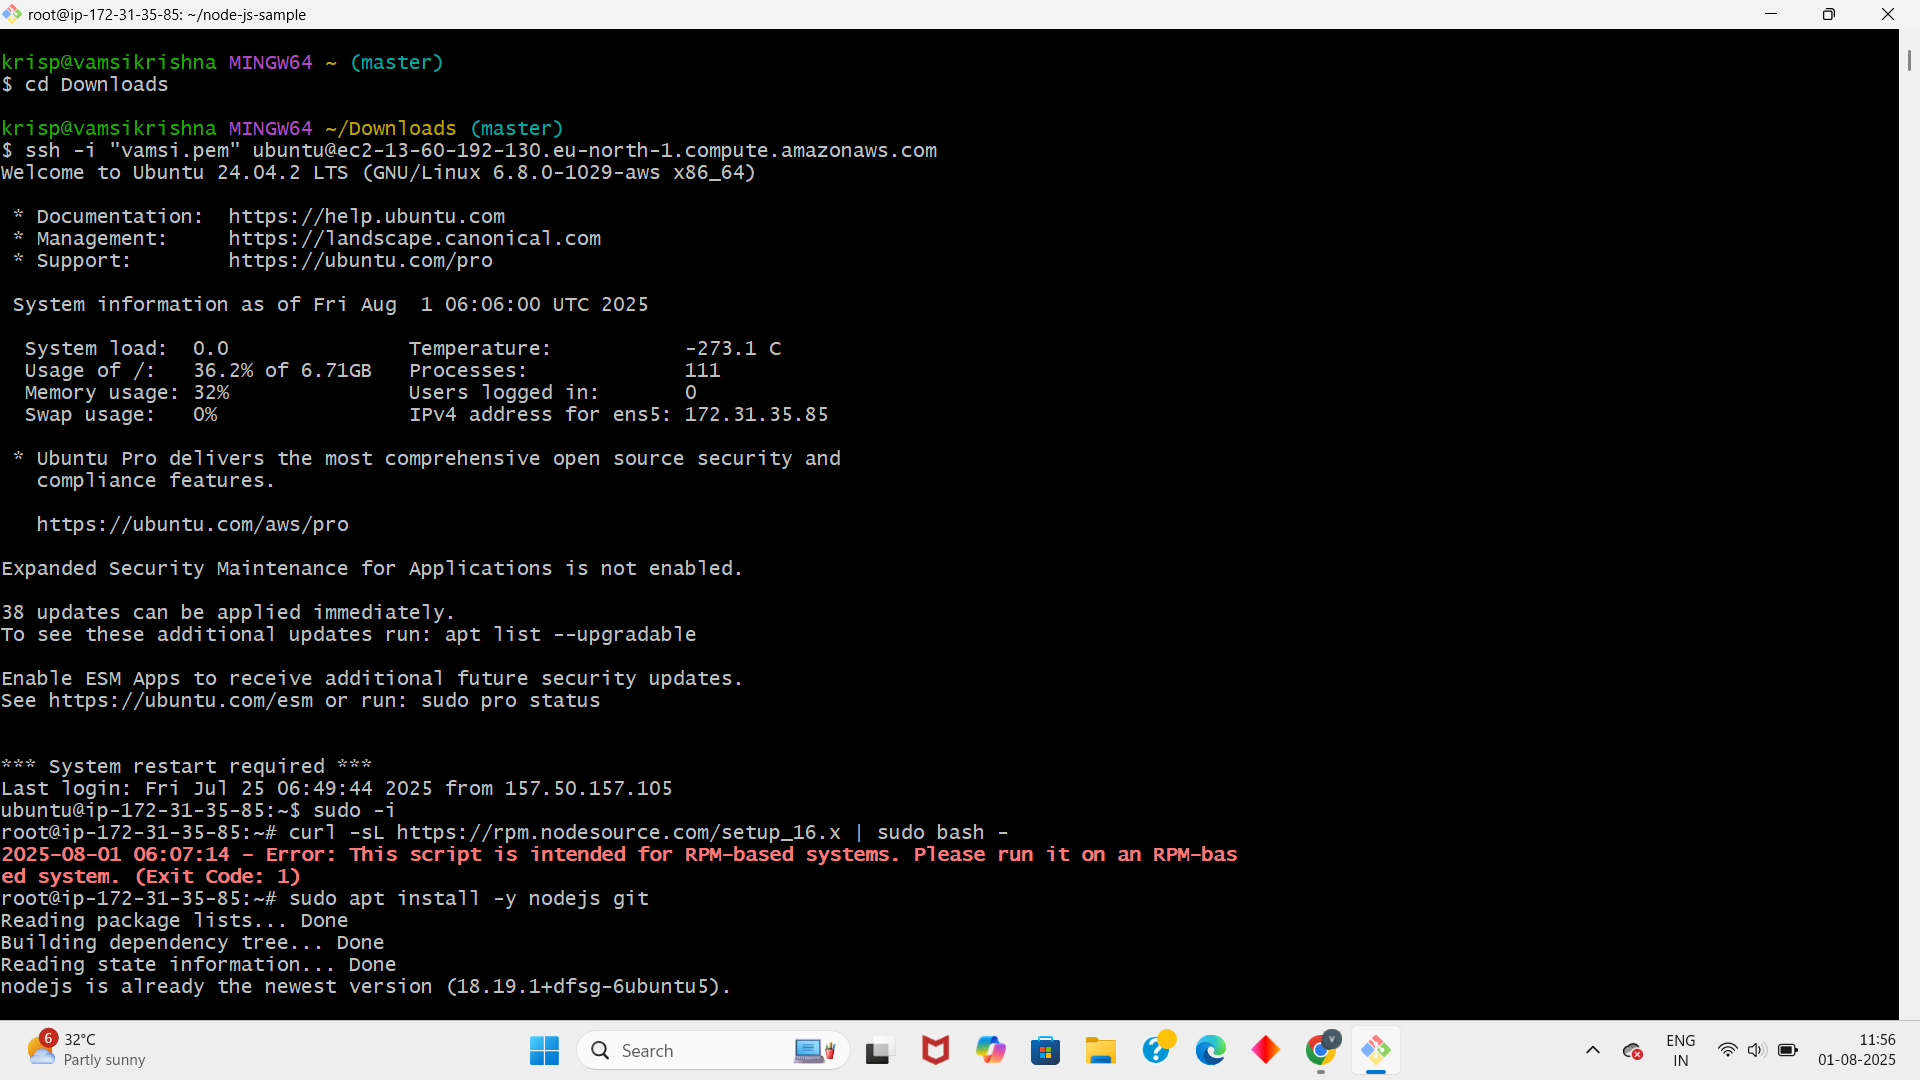 root@ip-172-31-35-85: ~/node-js-sample
krisp@vamsikrishna MINGW64 ~ (master)
$ cd Downloads
krisp@vamsikrishna MINGW64 ~/Downloads (master)
$ ssh -i "vamsi.pem" ubuntu@ec2-13-60-192-130.eu-north-1.compute.amazonaws.com
Welcome to Ubuntu 24.04.2 LTS (GNU/Linux 6.8.0-1029-aws x86_64)
* Documentation:  https://help.ubuntu.com
* Management:     https://landscape.canonical.com
* Support:        https://ubuntu.com/pro
System information as of Fri Aug  1 06:06:00 UTC 2025
System load:  0.0               Temperature:           -273.1 C
Usage of /:   36.2% of 6.71GB   Processes:             111
Memory usage: 32%               Users logged in:       0
Swap usage:   0%                IPv4 address for ens5: 172.31.35.85
* Ubuntu Pro delivers the most comprehensive open source security and
compliance features.
https://ubuntu.com/aws/pro
Expanded Security Maintenance for Applications is not enabled.
38 updates can be applied immediately.
To see these additional updates run: apt list --upgradable
Enable ESM Apps to receive additional future security updates.
See https://ubuntu.com/esm or run: sudo pro status
*** System restart required ***
Last login: Fri Jul 25 06:49:44 2025 from 157.50.157.105
ubuntu@ip-172-31-35-85:~$ sudo -i
root@ip-172-31-35-85:~# curl -sL https://rpm.nodesource.com/setup_16.x | sudo bash -
2025-08-01 06:07:14 - Error: This script is intended for RPM-based systems. Please run it on an RPM-bas
ed system. (Exit Code: 1)
root@ip-172-31-35-85:~# sudo apt install -y nodejs git
Reading package lists... Done
Building dependency tree... Done
Reading state information... Done
nodejs is already the newest version (18.19.1+dfsg-6ubuntu5).
6
32°C
Partly sunny
Search
V
ENG
IN
11:56
01-08-2025